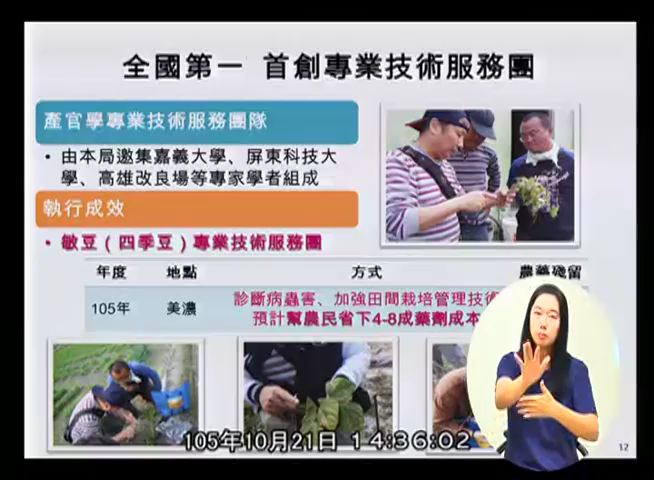 全國第一 首創專業技術服務團
產官學專業技術服務團隊
• 由本局邀集嘉義大學、屏東科技大
學、高雄改良場等專家學者組成
執行成效
• 敏豆（四季豆）專業技術服務團
年度 地點 方式 農藥殘留
105年 美濃 診斷病蟲害、加強田間栽培管理技術
預計幫農民省下4-8成藥劑成本
105年10月21日 14:36:02
12